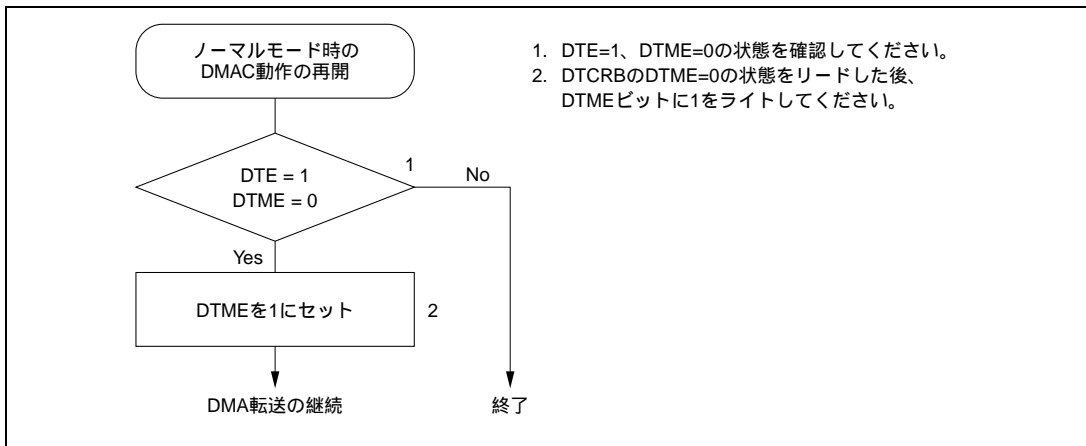 ノーマルモード時の
DMAC動作の再開
1. DTE=1、DTME=0の状態を確認してください。
2. DTCRBのDTME=0の状態をリードした後、
DTMEビットに1をライトしてください。
1
DTE = 1
DTME = 0
No
Yes
DTMEを1にセット
2
DMA転送の継続
終了